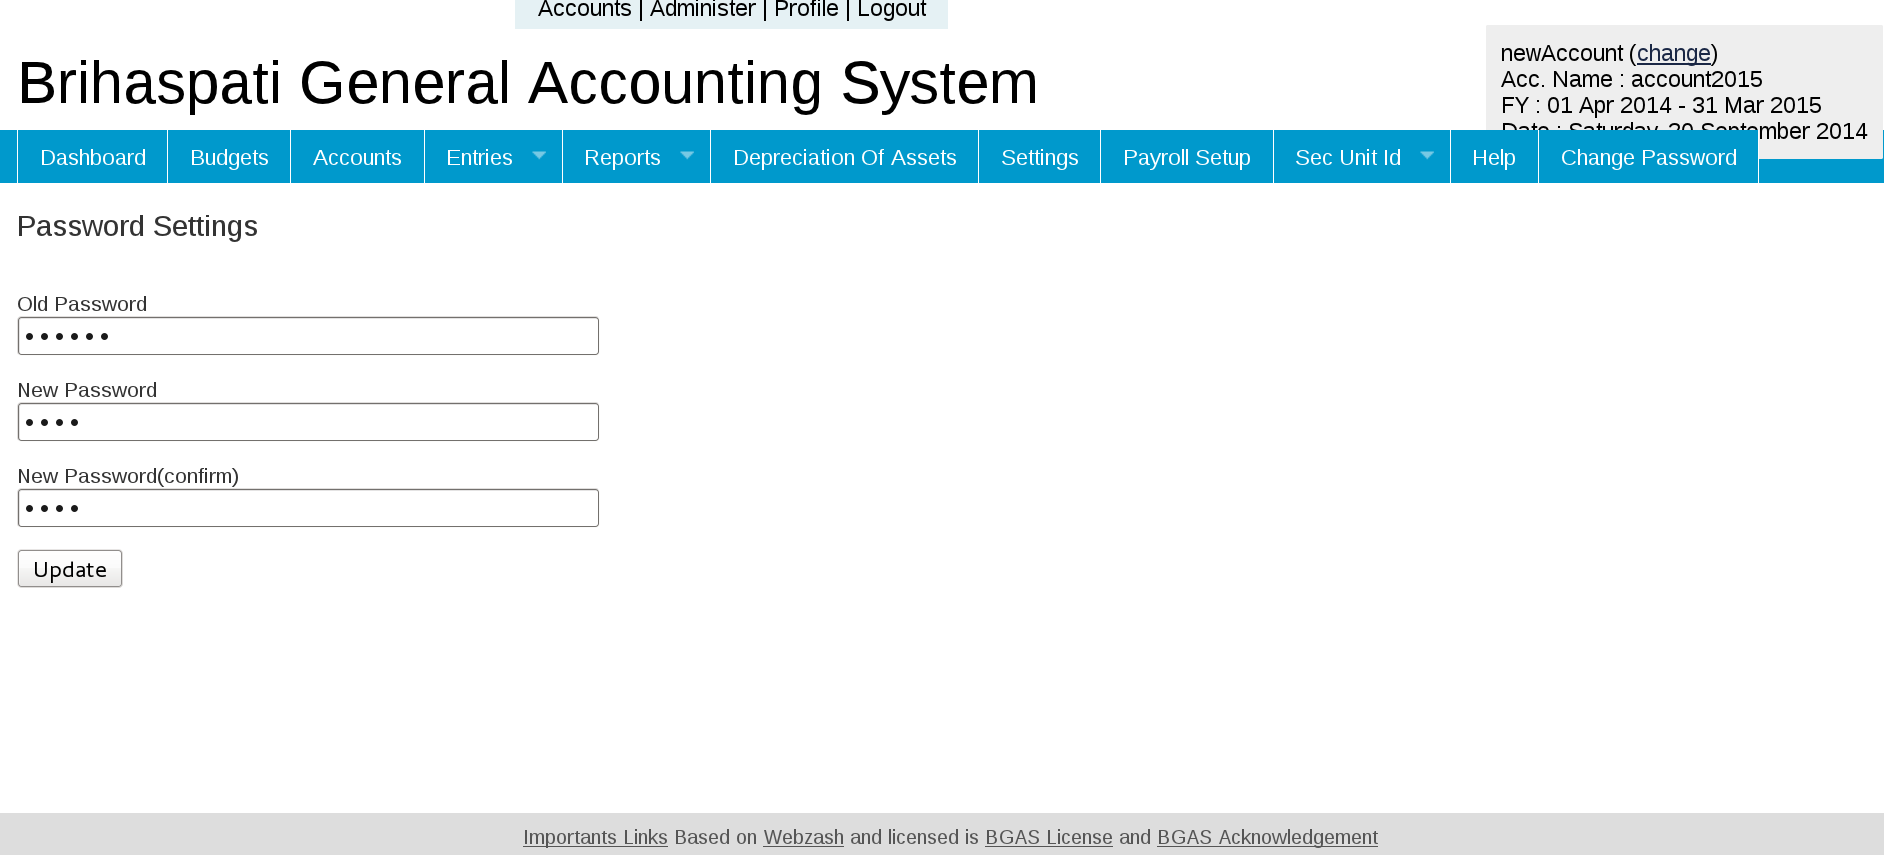 Accounts | Administer | Profile | Logout
newAccount (change)
Brihaspati General Accounting System
Acc. Name : account2015
FY : 01 Apr 2014 - 31 Mar 2015
Date : Saturday, 20 September 2014
Dashboard Budgets Accounts Entries Reports Depreciation Of Assets Settings Payroll Setup Sec Unit Id Help Change Password
Password Settings
Old Password
••••••
New Password
••••
New Password(confirm)
••••
Update
Importants Links Based on Webzash and licensed is BGAS License and BGAS Acknowledgement